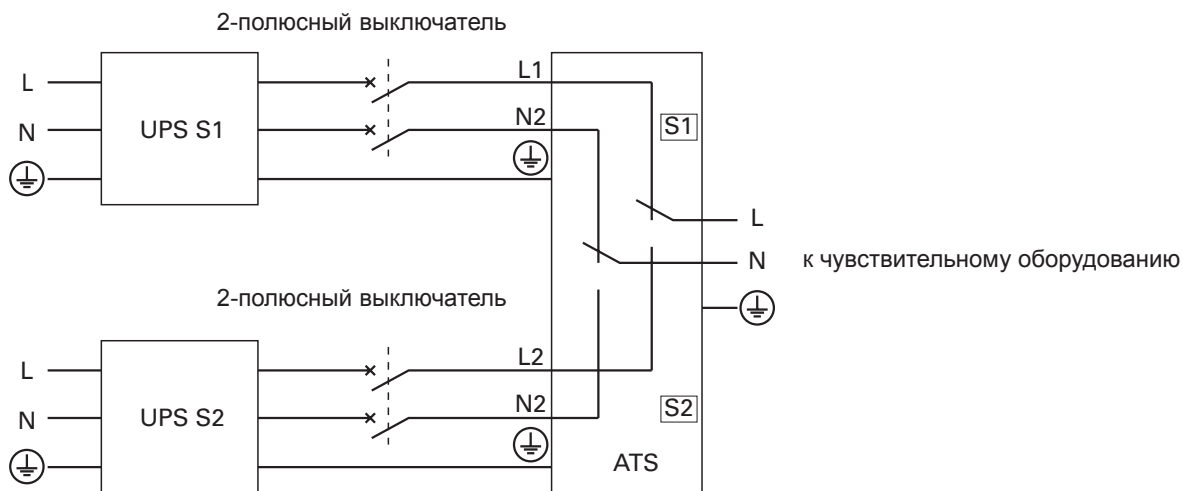 2-полюсный выключатель
L
UPS S1
L1
N
N2
S1
L
N
к чувствительному оборудованию
2-полюсный выключатель
L
UPS S2
L2
N
N2
S2
ATS